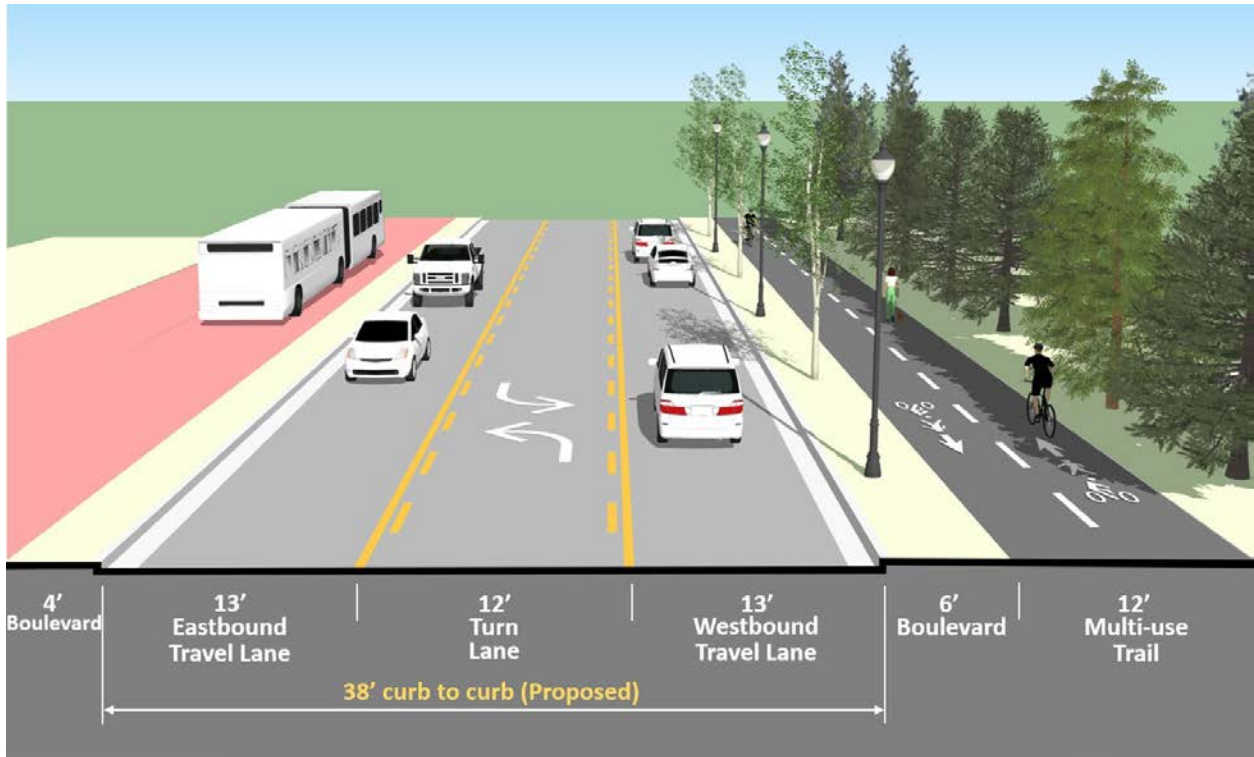 4’
Boulevard
13’
Eastbound
Travel Lane
12’
Turn
Lane
13’
Westbound
Travel Lane
6’
Boulevard
12’
Multi-use
Trail
38’ curb to curb (Proposed)